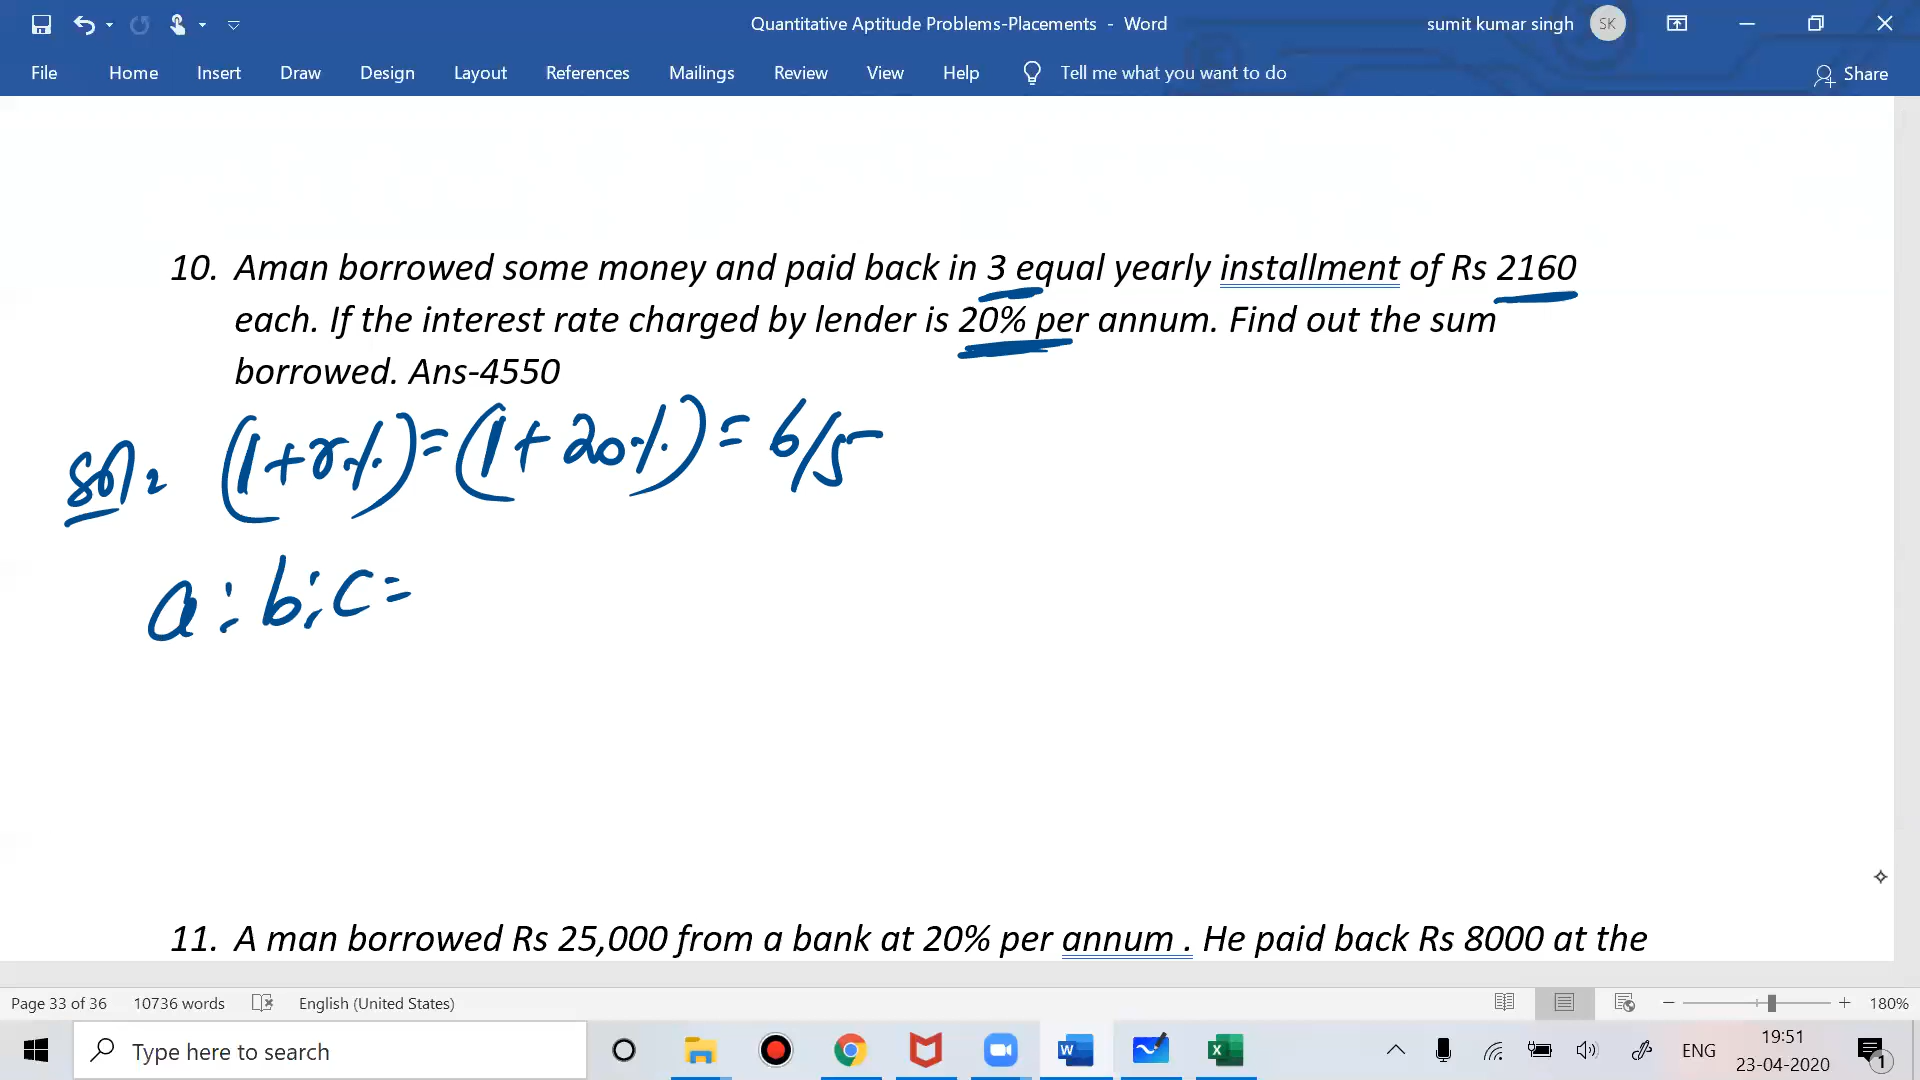 Quantitative Aptitude Problems-Placements - Word
sumit kumar singh SK
File Home Insert Draw Design Layout References Mailings Review View Help Tell me what you want to do Share
10. Aman borrowed some money and paid back in 3 equal yearly installment of Rs 2160
each. If the interest rate charged by lender is 20% per annum. Find out the sum
borrowed. Ans-4550
(1+r%)=(1+20%)=6/5
a:b:c=
11. A man borrowed Rs 25,000 from a bank at 20% per annum . He paid back Rs 8000 at the
Page 33 of 36 10736 words English (United States) 180%
Type here to search
ENG 19:51
23-04-2020 1